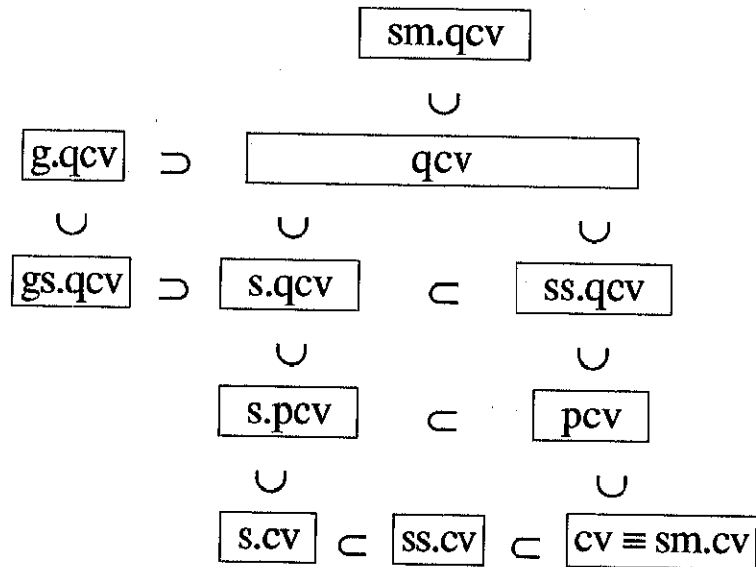 sm.qcv
∪
g.qcv ⊃ qcv
∪ ∪ ∪
gs.qcv ⊃ s.qcv ⊂ ss.qcv
∪ ∪
s.pcv ⊂ pcv
∪ ∪
s.cv ⊂ ss.cv ⊂ cv ≡ sm.cv